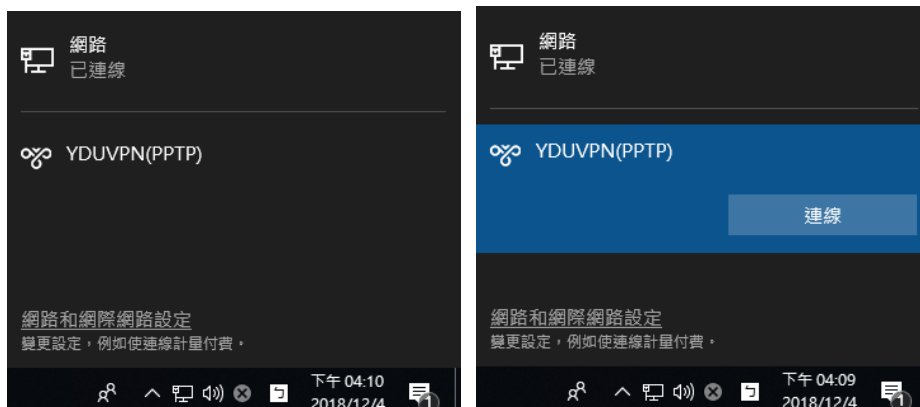 網路
已連線
YDUVPN(PPTP)
網路和網際網路設定
變更設定，例如使連線計量付費。
ㄅ
下午 04:10
2018/12/4
1
網路
已連線
YDUVPN(PPTP)
連線
網路和網際網路設定
變更設定，例如使連線計量付費。
ㄅ
下午 04:09
2018/12/4
1